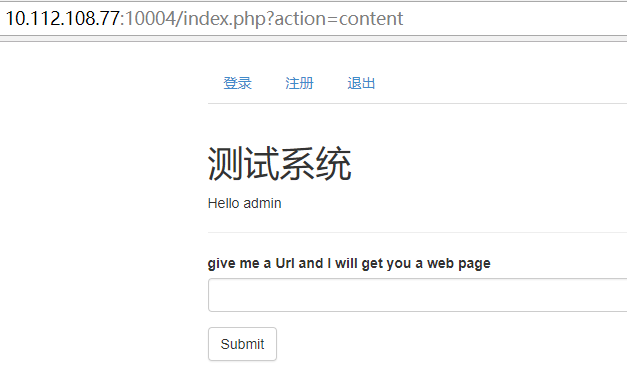 10.112.108.77:10004/index.php?action=content
登录 注册 退出
测试系统
Hello admin
give me a Url and I will get you a web page
Submit